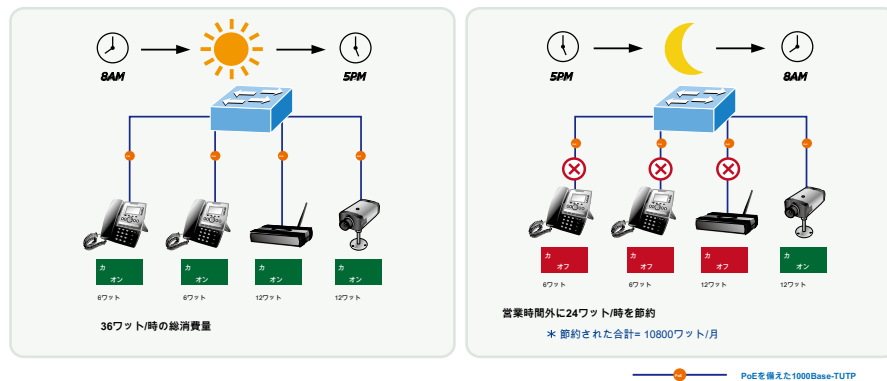 8AM
5PM
カ
オン
カ
オン
カ
オン
カ
オン
6ワット
6ワット
12ワット
12ワット
36ワット/時の総消費量
5PM
8AM
カ
オフ
カ
オフ
カ
オフ
カ
オン
6ワット
6ワット
12ワット
12ワット
営業時間外に24ワット/時を節約
* 節約された合計= 10800ワット/月
PoE
PoEを備えた1000Base-TUTP